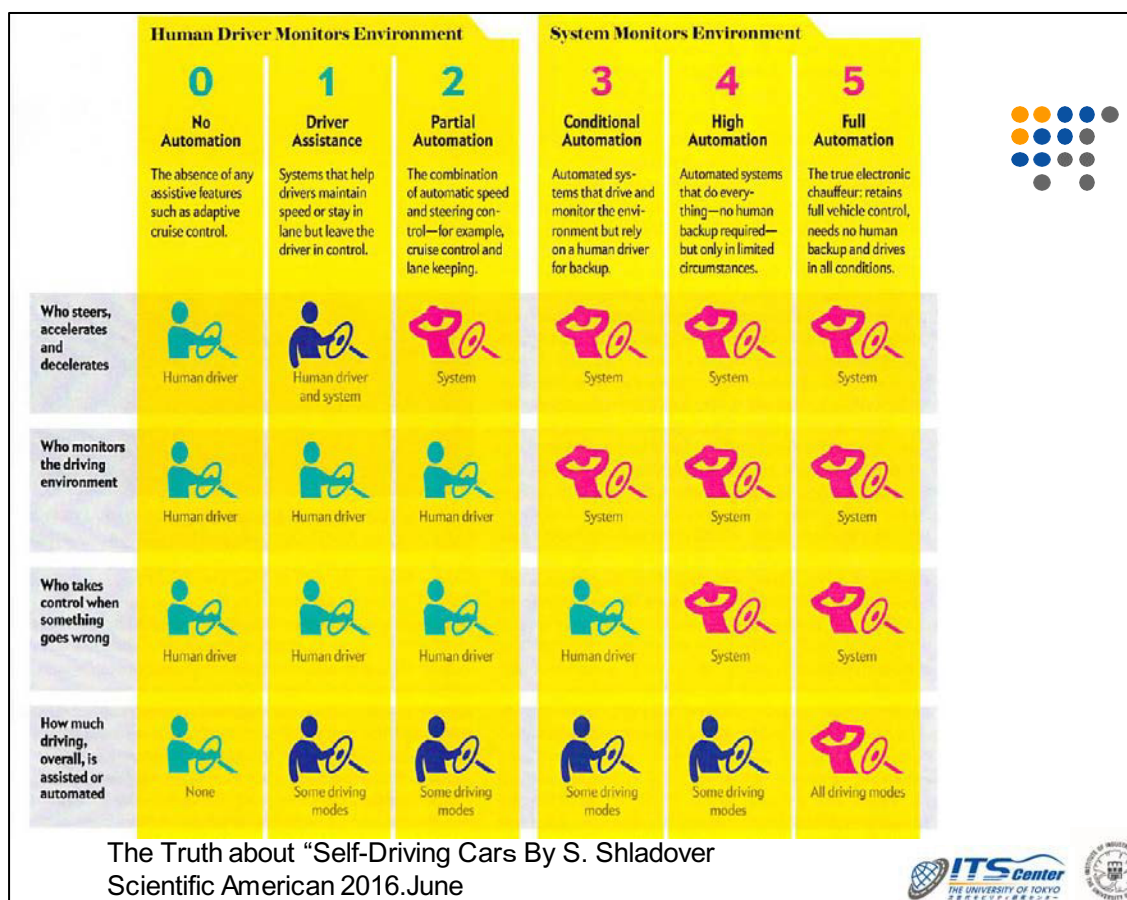 Human Driver Monitors Environment
System Monitors Environment
0
No
Automation
The absence of any
assistive features
such as adaptive
cruise control.
1
Driver
Assistance
Systems that help
drivers maintain
speed or stay in
lane but leave the
driver in control.
2
Partial
Automation
The combination
of automatic speed
and steering con-
trol—for example,
cruise control and
lane keeping.
3
Conditional
Automation
Automated sys-
tems that drive and
monitor the envi-
ronment but rely
on a human driver
for backup.
4
High
Automation
Automated systems
that do every-
thing—no human
backup required—
but only in limited
circumstances.
5
Full
Automation
The true electronic
chauffeur: retains
full vehicle control,
needs no human
backup and drives
in all conditions.
Who steers,
accelerates
and
decelerates
Human driver
Human driver
and system
System
System
System
System
Who monitors
the driving
environment
Human driver
Human driver
Human driver
System
System
System
Who takes
control when
something
goes wrong
Human driver
Human driver
Human driver
Human driver
System
System
How much
driving,
overall, is
assisted or
automated
None
Some driving
modes
Some driving
modes
Some driving
modes
Some driving
modes
All driving modes
The Truth about “Self-Driving Cars By S. Shladover
Scientific American 2016.June
ITS Center
THE UNIVERSITY OF TOKYO